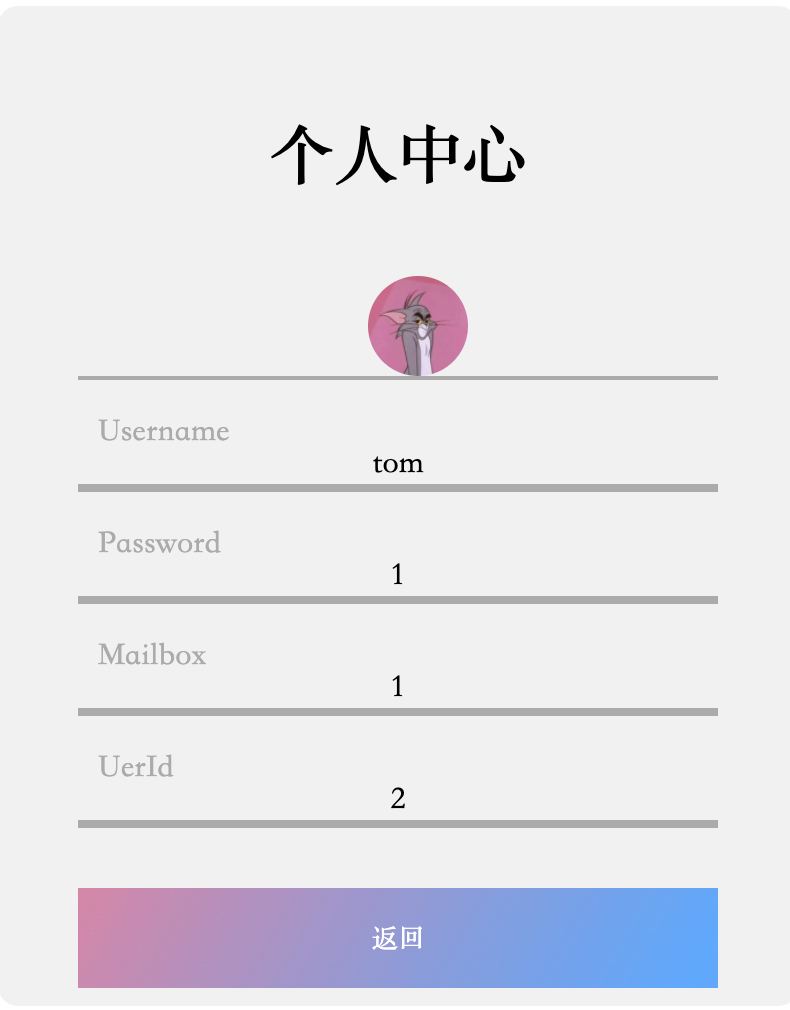 个人中心
Username
tom
Password
1
Mailbox
1
UerId
2
返回